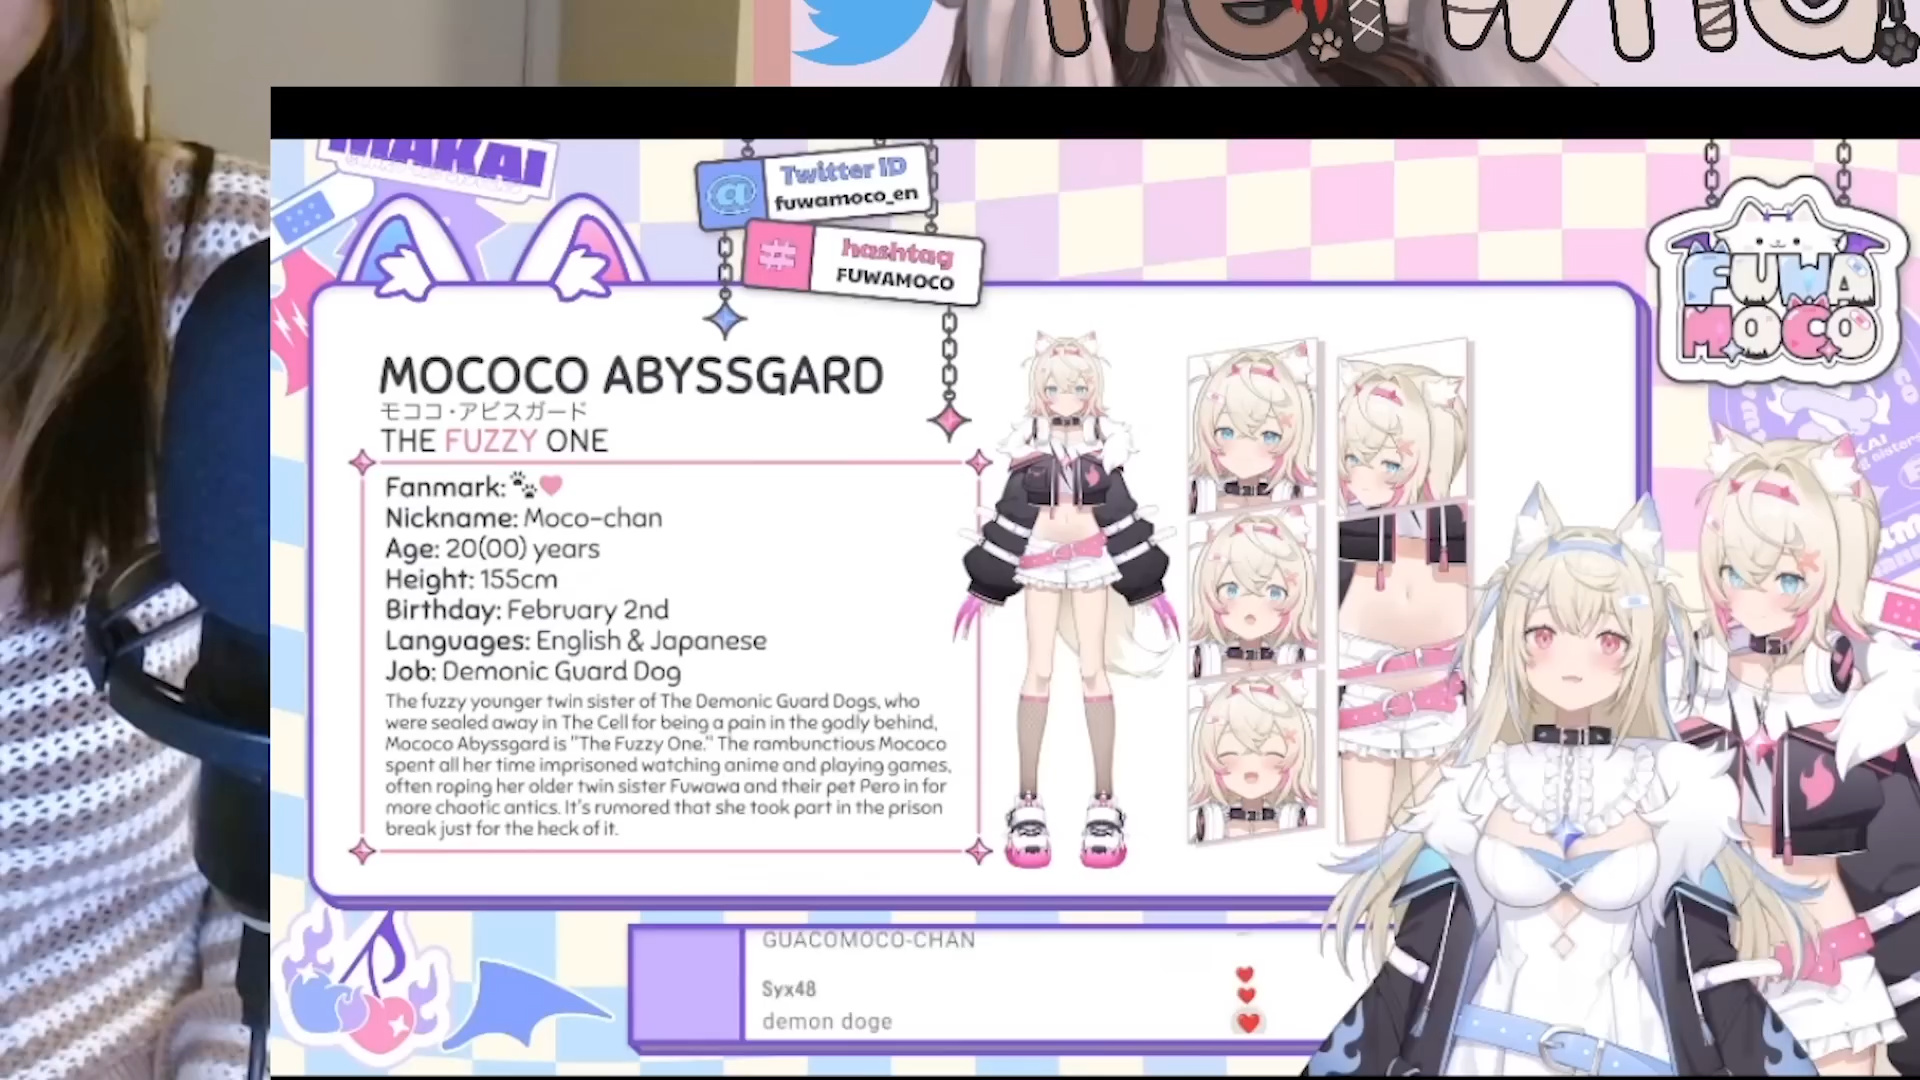 MAKAI
Twitter ID
fuwamoco_en
hashtag
FUWAMOCO
FUWA
MOCO
MOCOCO ABYSSGARD
モココ・アビスガード
THE FUZZY ONE
Fanmark: 🐾🩷
Nickname: Moco-chan
Age: 20(00) years
Height: 155cm
Birthday: February 2nd
Languages: English & Japanese
Job: Demonic Guard Dog
The fuzzy younger twin sister of The Demonic Guard Dogs, who
were sealed away in The Cell for being a pain in the godly behind,
Mococo Abyssgard is "The Fuzzy One." The rambunctious Mococo
spent all her time imprisoned watching anime and playing games,
often roping her older twin sister Fuwawa and their pet Pero in for
more chaotic antics. It's rumored that she took part in the prison
break just for the heck of it.
GUACOMOCO-CHAN
Syx48
demon doge